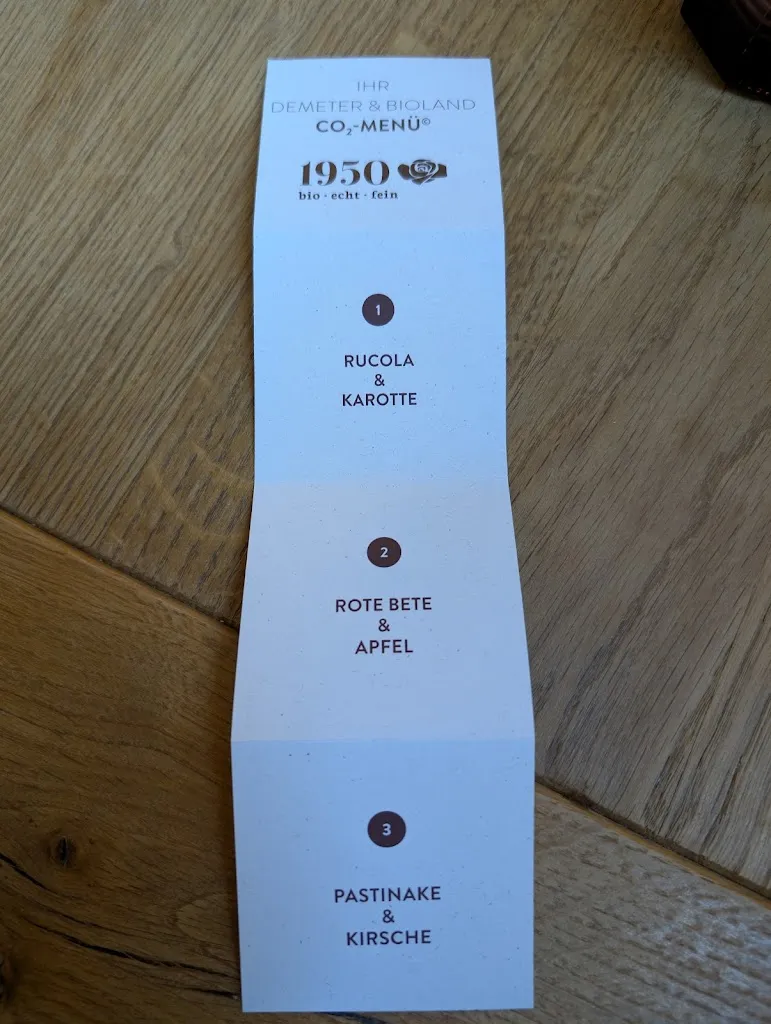 IHR
DEMETER & BIOLAND
CO₂-MENÜ©
1950
bio · echt · fein
1
RUCOLA
&
KAROTTE
2
ROTE BETE
&
APFEL
3
PASTINAKE
&
KIRSCHE